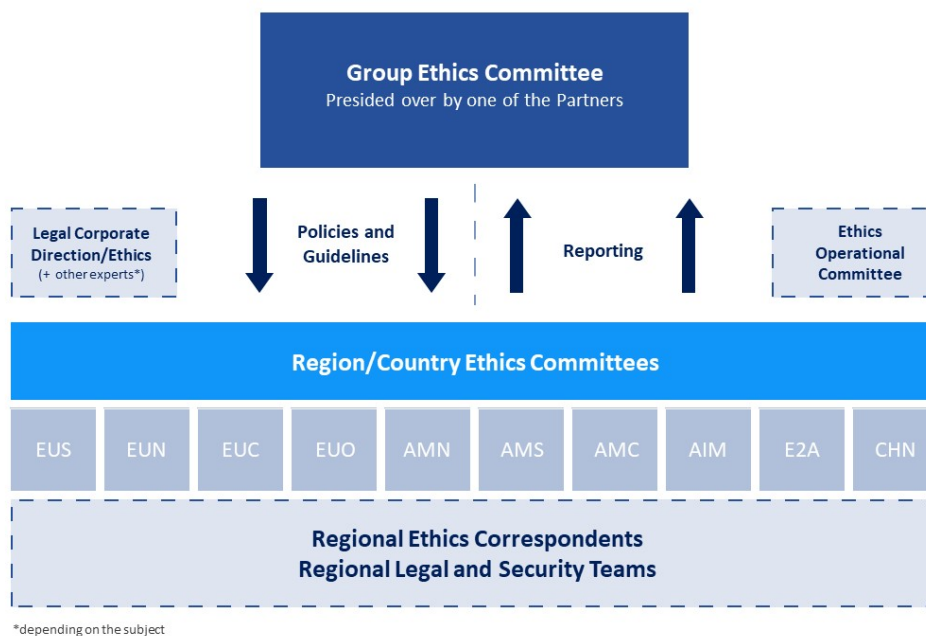 Group Ethics Committee
Presided over by one of the Partners
Legal Corporate
Direction/Ethics
(+ other experts*)
Policies and
Guidelines
Reporting
Ethics
Operational
Committee
Region/Country Ethics Committees
EUS
EUN
EUC
EUO
AMN
AMS
AMC
AIM
E2A
CHN
Regional Ethics Correspondents
Regional Legal and Security Teams
*depending on the subject